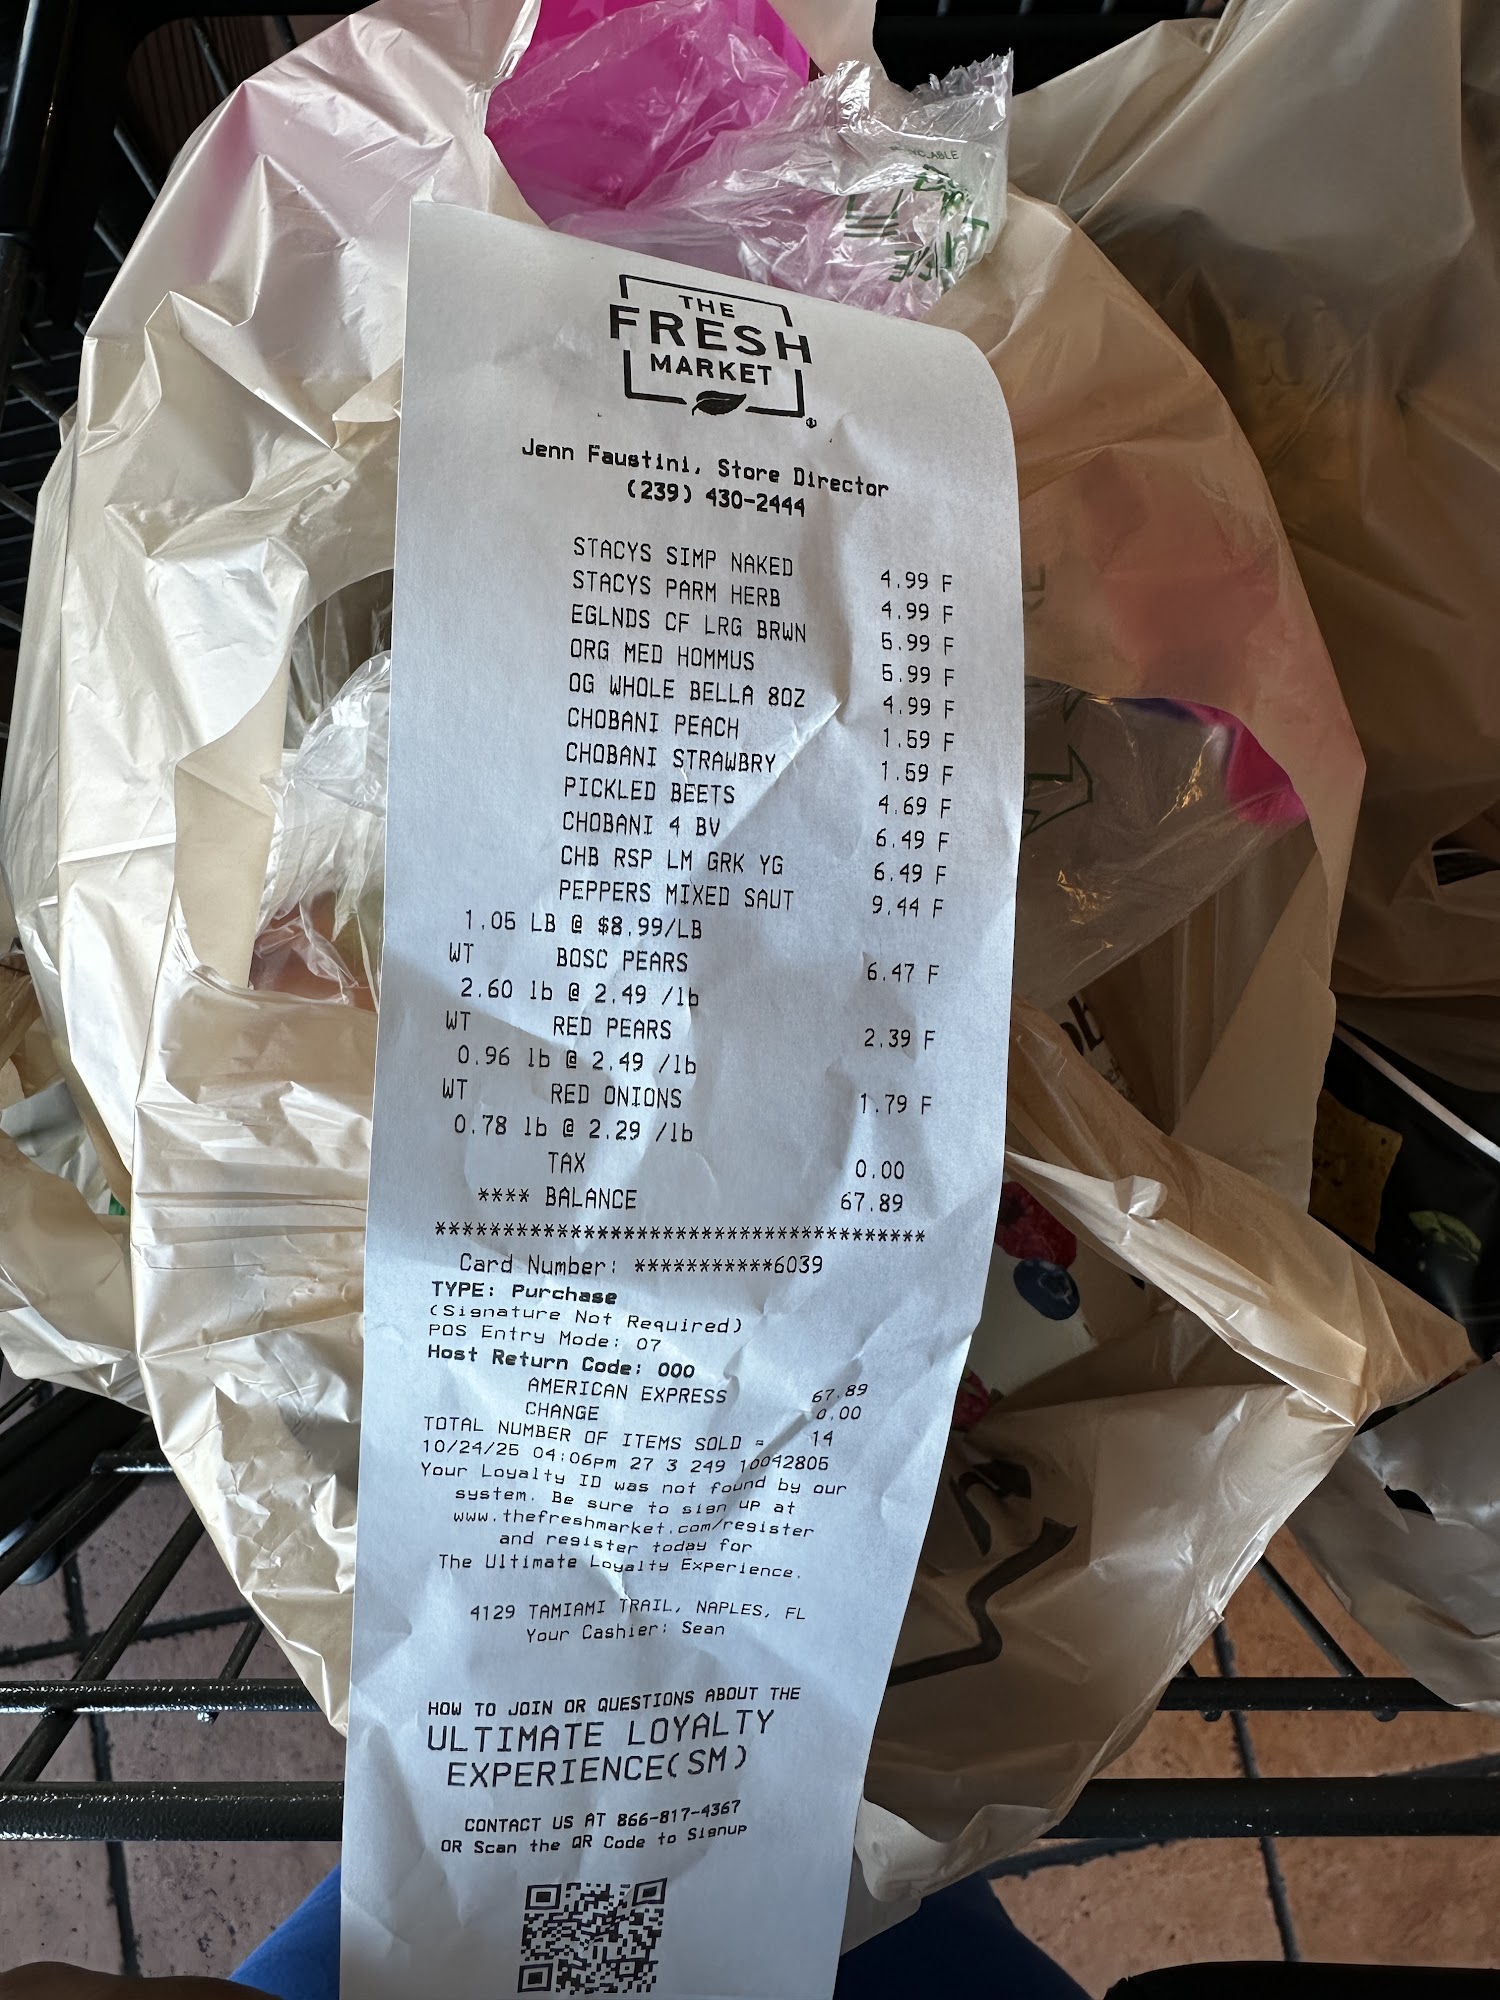 THE
FRESH
MARKET
Jenn Faustini, Store Director
(239) 430-2444
STACYS SIMP NAKED 4.99 F
STACYS PARM HERB 4.99 F
EGLNDS CF LRG BRWN 5.99 F
ORG MED HOMMUS 5.99 F
OG WHOLE BELLA 8OZ 4.99 F
CHOBANI PEACH 1.59 F
CHOBANI STRAWBRY 1.59 F
PICKLED BEETS 4.69 F
CHOBANI 4 BV 6.49 F
CHB RSP LM GRK YG 6.49 F
PEPPERS MIXED SAUT 9.44 F
1.05 LB @ $8.99/LB
WT BOSC PEARS 6.47 F
2.60 lb @ 2.49 /lb
WT RED PEARS 2.39 F
0.96 lb @ 2.49 /lb
WT RED ONIONS 1.79 F
0.78 lb @ 2.29 /lb
TAX 0.00
**** BALANCE 67.89
*************************************
Card Number: ***********6039
TYPE: Purchase
(Signature Not Required)
POS Entry Mode: 07
Host Return Code: 000
AMERICAN EXPRESS 67.89
CHANGE 0.00
TOTAL NUMBER OF ITEMS SOLD = 14
10/24/25 04:06pm 27 3 249 10042805
Your Loyalty ID was not found by our
system. Be sure to sign up at
www.thefreshmarket.com/register
and register today for
The Ultimate Loyalty Experience.
4129 TAMIAMI TRAIL, NAPLES, FL
Your Cashier: Sean
HOW TO JOIN OR QUESTIONS ABOUT THE
ULTIMATE LOYALTY
EXPERIENCE(SM)
CONTACT US AT 866-817-4367
OR Scan the QR Code to Signup